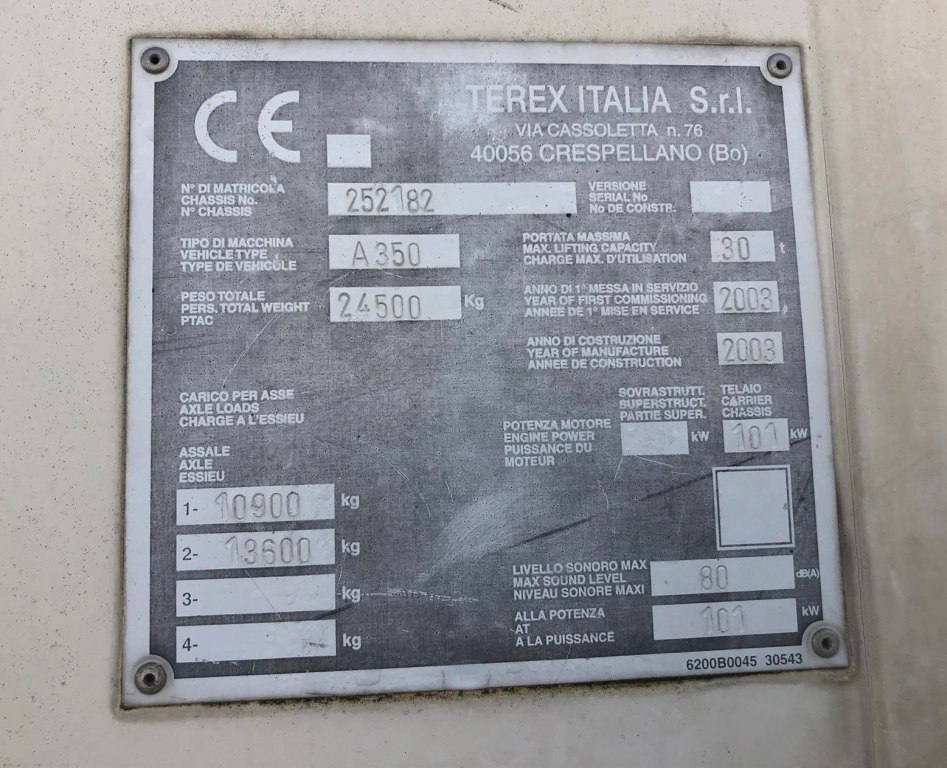 CE
TEREX ITALIA S.r.l.
VIA CASSOLETTA n. 76
40056 CRESPELLANO (Bo)
N° DI MATRICOLA
CHASSIS No.
N° CHASSIS
252182
VERSIONE
SERIAL No
No DE CONSTR.
TIPO DI MACCHINA
VEHICLE TYPE
TYPE DE VEHICULE
A350
PORTATA MASSIMA
MAX. LIFTING CAPACITY
CHARGE MAX. D'UTILISATION
30 t
PESO TOTALE
PERS. TOTAL WEIGHT
PTAC
24500 Kg
ANNO DI 1° MESSA IN SERVIZIO
YEAR OF FIRST COMMISSIONING
ANNEE DE 1° MISE EN SERVICE
2003
ANNO DI COSTRUZIONE
YEAR OF MANUFACTURE
ANNEE DE CONSTRUCTION
2003
CARICO PER ASSE
AXLE LOADS
CHARGE A L'ESSIEU
SOVRASTRUTT.
SUPERSTRUCT.
PARTIE SUPER.
TELAIO
CARRIER
CHASSIS
POTENZA MOTORE
ENGINE POWER
PUISSANCE DU
MOTEUR
kW
101 kW
ASSALE
AXLE
ESSIEU
1- 10900 kg
2- 13600 kg
3- kg
4- kg
LIVELLO SONORO MAX
MAX SOUND LEVEL
NIVEAU SONORE MAXI
80 dB(A)
ALLA POTENZA
AT
A LA PUISSANCE
101 kW
6200B0045 30543